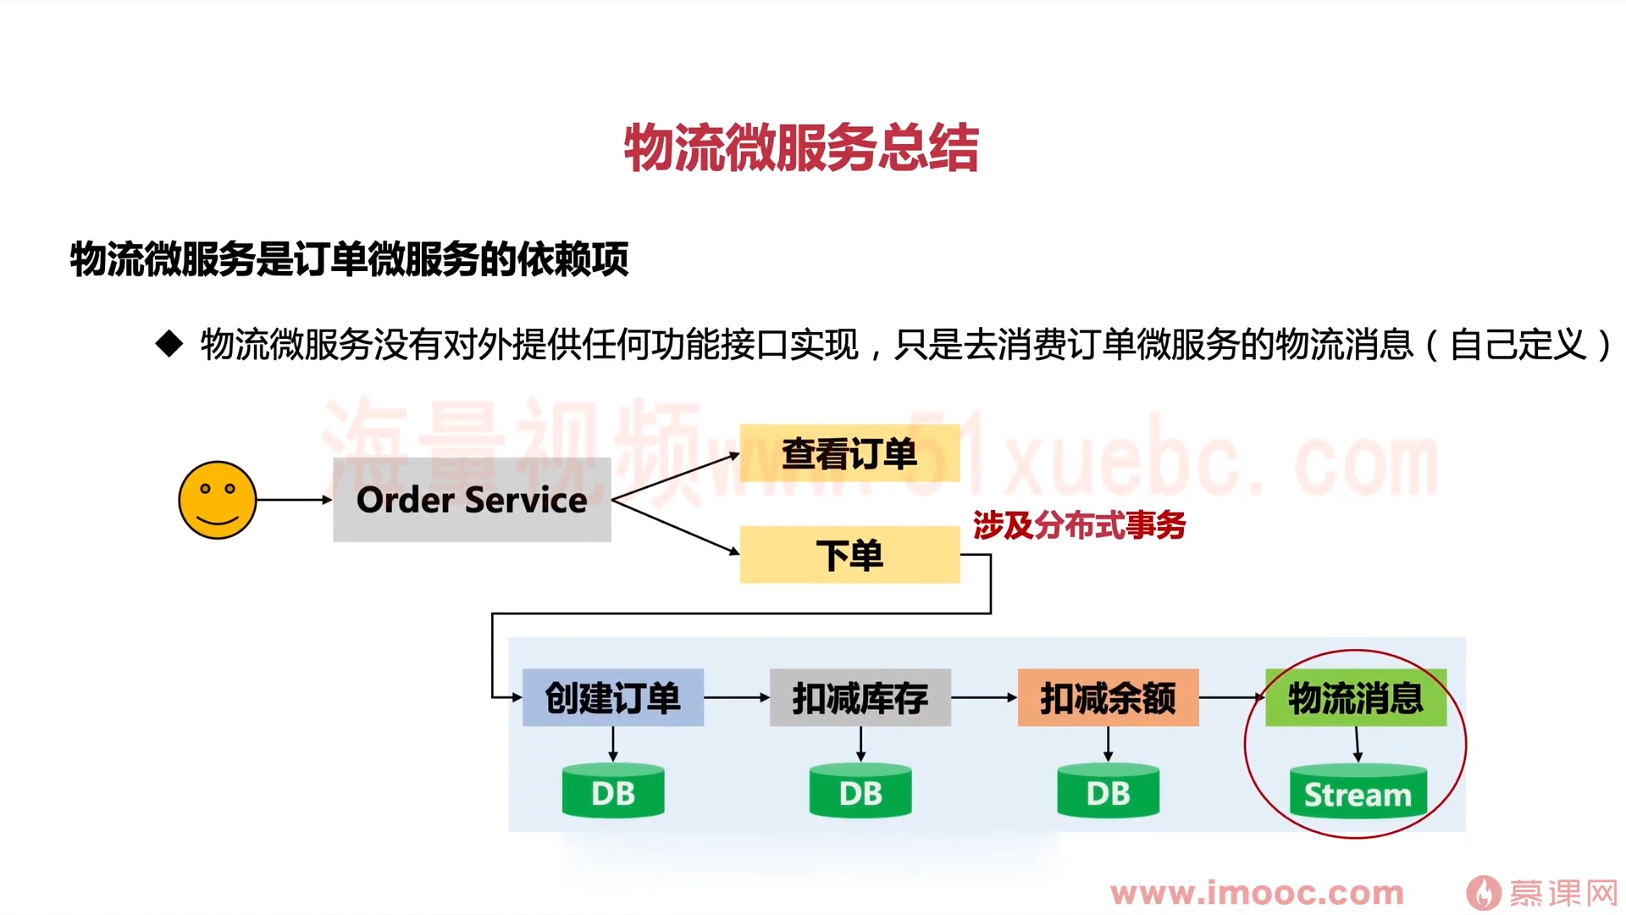 物流微服务总结
物流微服务是订单微服务的依赖项
◆ 物流微服务没有对外提供任何功能接口实现，只是去消费订单微服务的物流消息（自己定义）
海量视频www.51xuebc.com
查看订单
Order Service
涉及分布式事务
下单
创建订单
扣减库存
扣减余额
物流消息
DB
DB
DB
Stream
www.imooc.com
慕课网